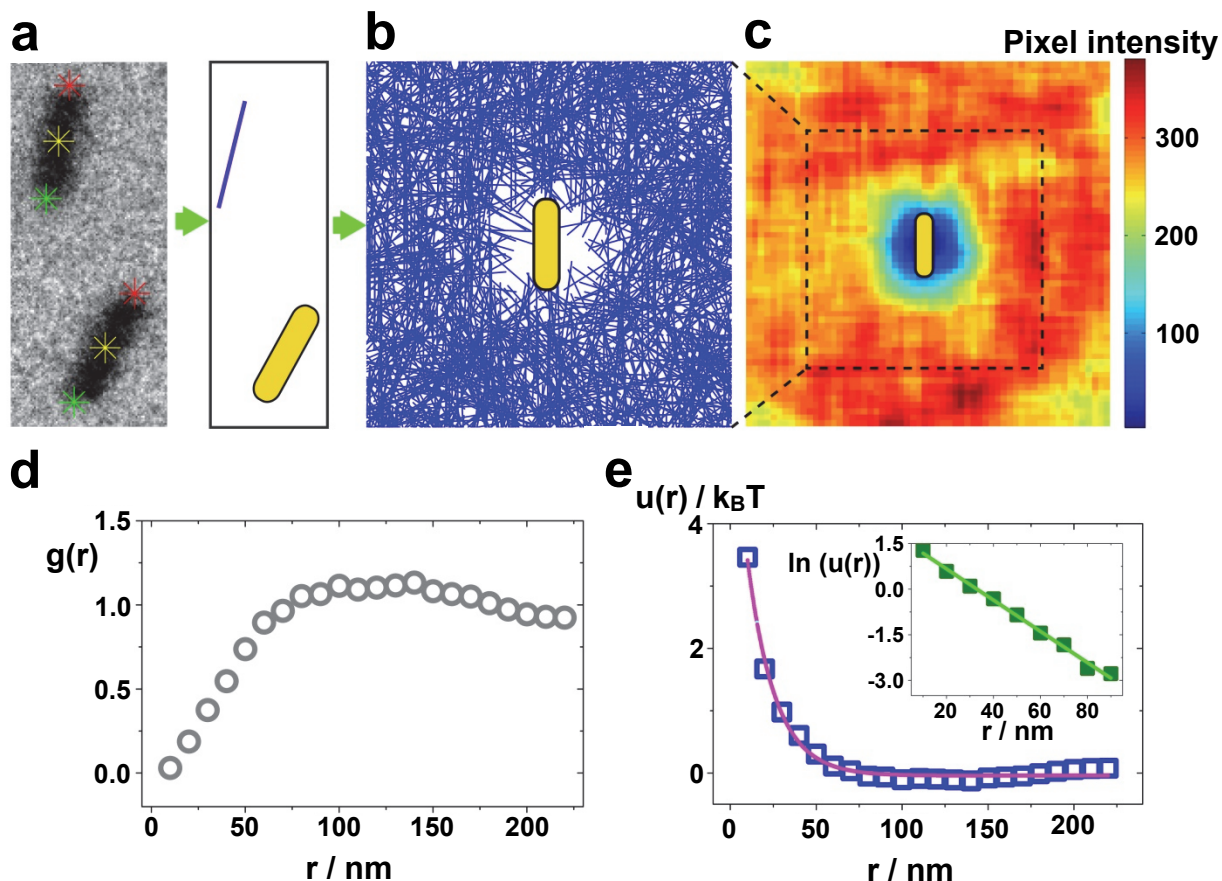 a
b
c
Pixel intensity
300
200
100
d
g(r)
1.5
1.0
0.5
0.0
0 50 100 150 200
r / nm
e
u(r) / kBT
4
2
0
0 50 100 150 200
r / nm
ln (u(r))
1.5
0.0
-1.5
-3.0
20 40 60 80
r / nm